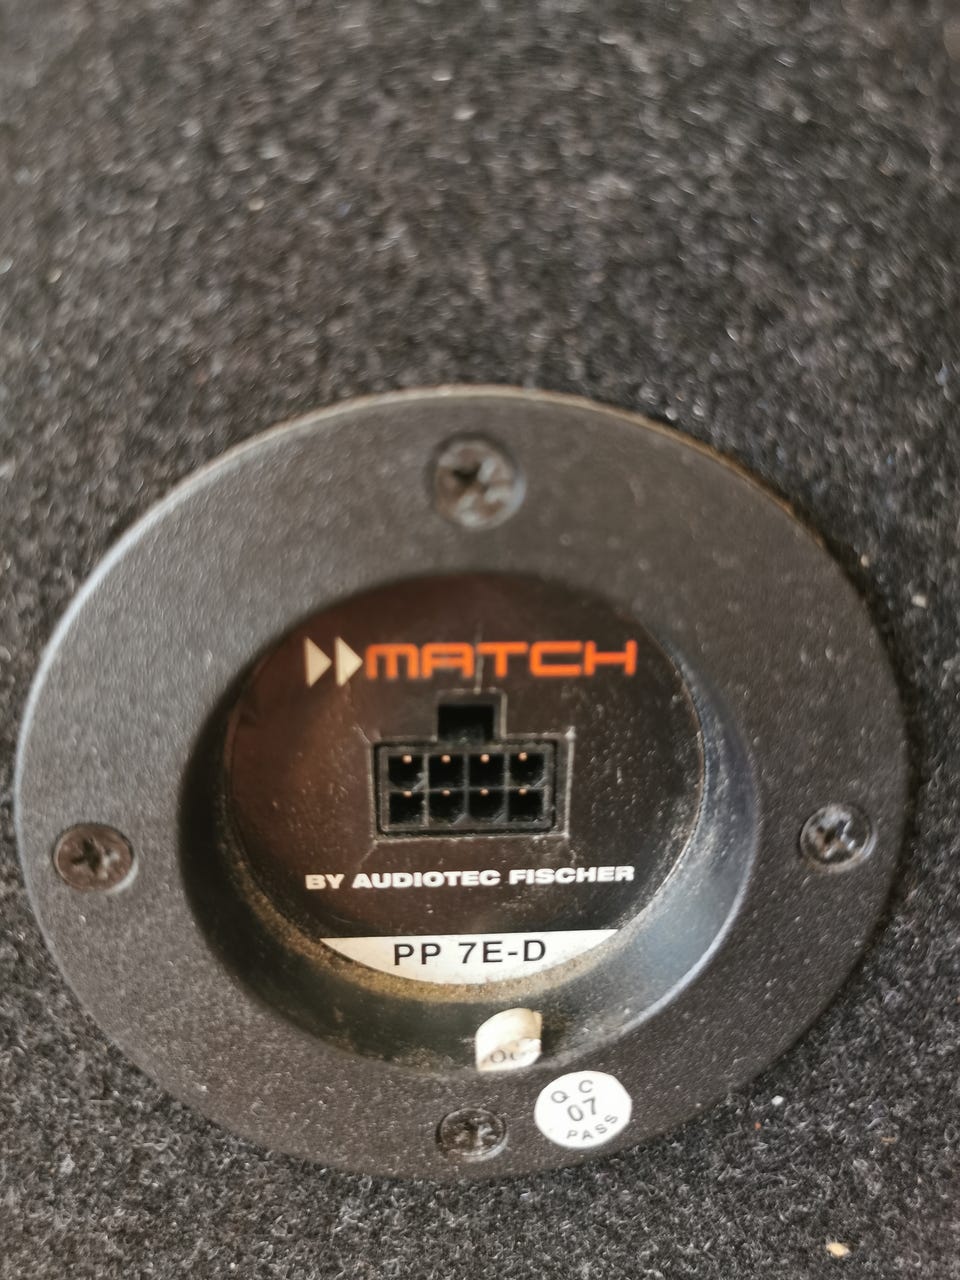 MATCH
BY AUDIOTEC FISCHER
PP 7E-D
QC
07
PASS